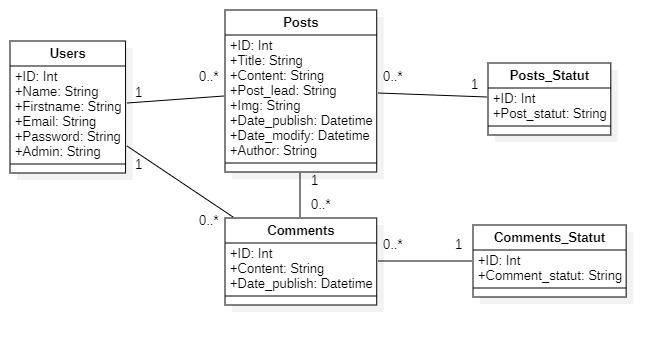 Users
+ID: Int
+Name: String
+Firstname: String
+Email: String
+Password: String
+Admin: String
1
1
0..*
0..*
Posts
+ID: Int
+Title: String
+Content: String
+Post_lead: String
+Img: String
+Date_publish: Datetime
+Date_modify: Datetime
+Author: String
0..*
1
1
0..*
Posts_Statut
+ID: Int
+Post_statut: String
Comments
+ID: Int
+Content: String
+Date_publish: Datetime
0..*
1
Comments_Statut
+ID: Int
+Comment_statut: String